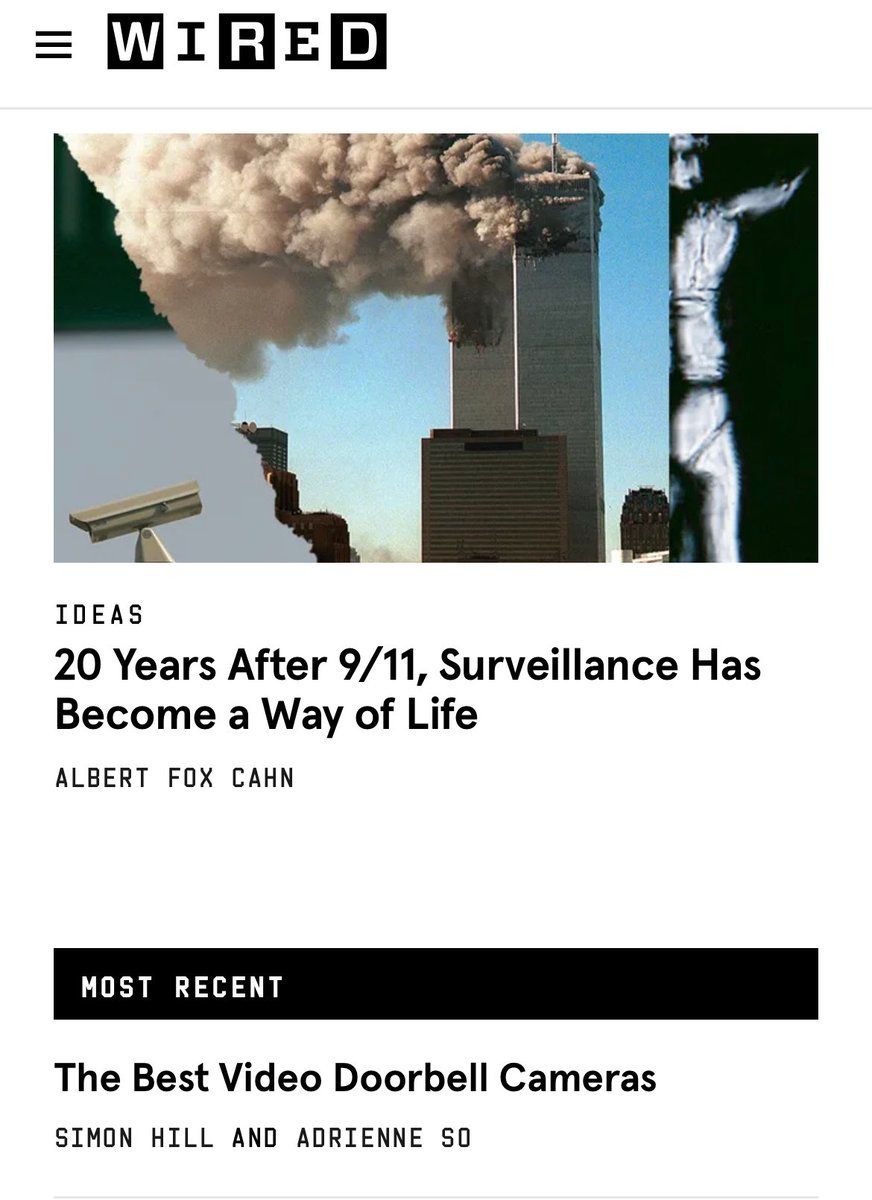 WIRED
IDEAS
20 Years After 9/11, Surveillance Has
Become a Way of Life
ALBERT FOX CAHN
MOST RECENT
The Best Video Doorbell Cameras
SIMON HILL AND ADRIENNE SO